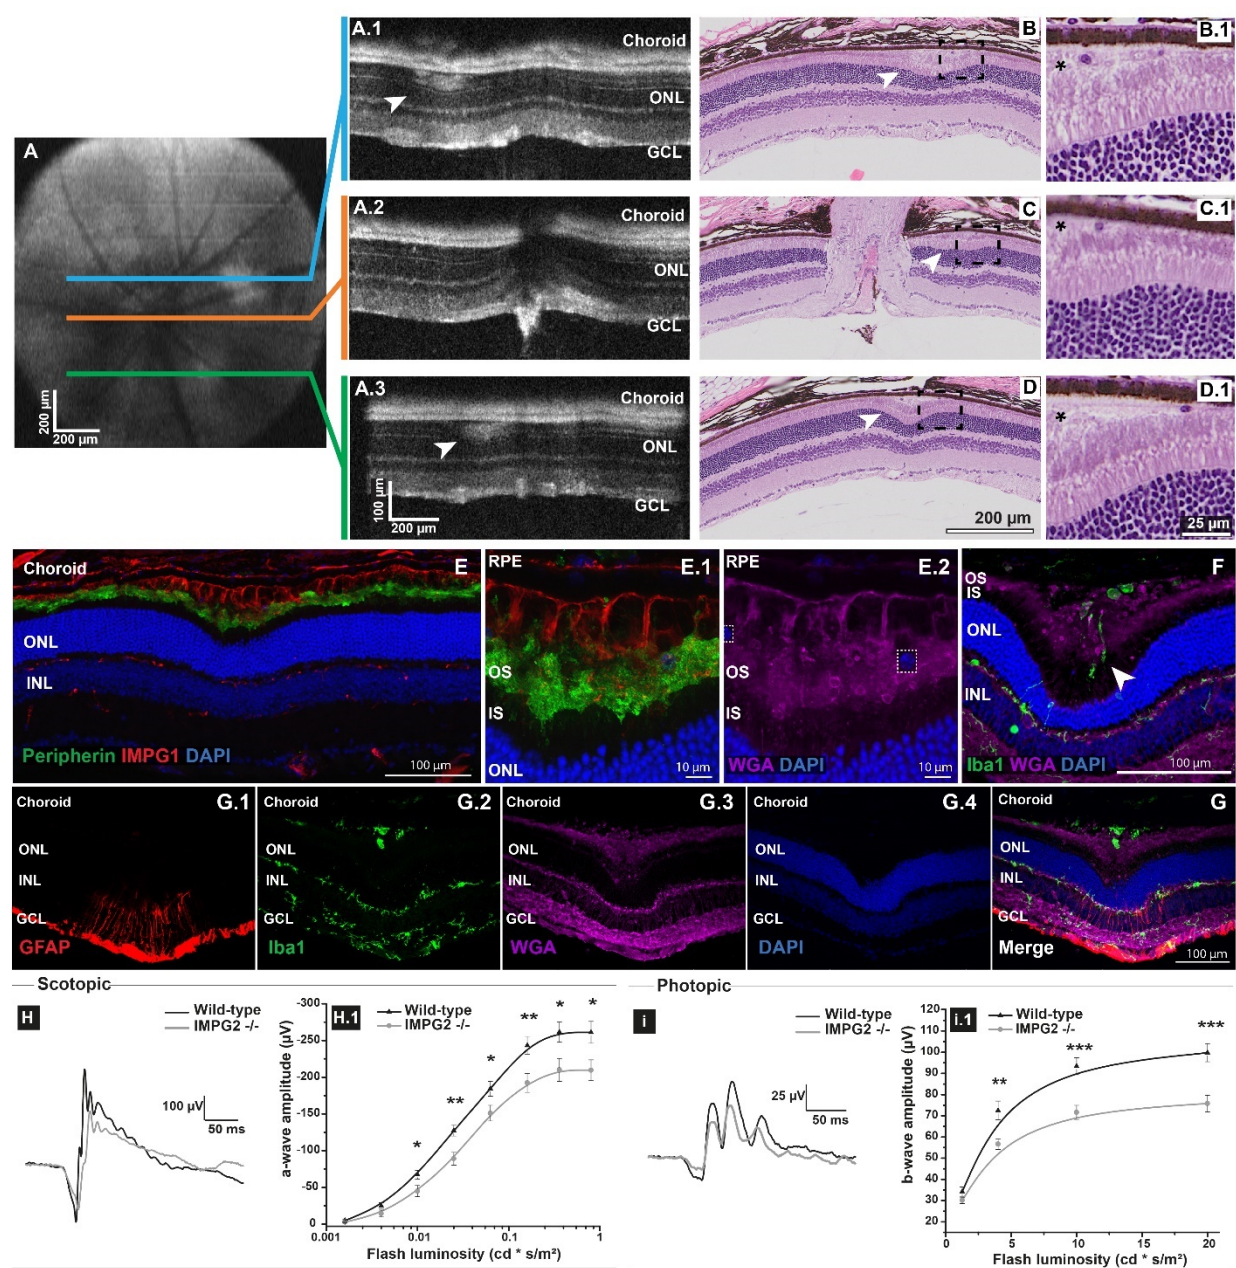 A
200 µm
200 µm
A.1
Choroid
ONL
GCL
B
B.1
*
A.2
Choroid
ONL
GCL
C
C.1
*
A.3
Choroid
ONL
GCL
100 µm
200 µm
D
200 µm
D.1
*
25 µm
Choroid
E
ONL
INL
Peripherin IMPG1 DAPI
100 µm
RPE
E.1
OS
IS
ONL
10 µm
RPE
E.2
WGA DAPI
10 µm
F
OS
IS
ONL
INL
Iba1 WGA DAPI
100 µm
Choroid
G.1
ONL
INL
GCL
GFAP
Choroid
G.2
ONL
INL
GCL
Iba1
Choroid
G.3
ONL
INL
GCL
WGA
Choroid
G.4
ONL
INL
GCL
DAPI
Choroid
G
ONL
INL
GCL
Merge
100 µm
Scotopic
H
Wild-type
IMPG2 -/-
100 µV
50 ms
H.1
Wild-type
IMPG2 -/-
a-wave amplitude (µV)
-300
-250
-200
-150
-100
-50
0
* ** * ** * *
0.001 0.01 0.1 1
Flash luminosity (cd * s/m²)
Photopic
i
Wild-type
IMPG2 -/-
25 µV
50 ms
i.1
Wild-type
IMPG2 -/-
b-wave amplitude (µV)
120
110
100
90
80
70
60
50
40
30
20
** *** ***
0 5 10 15 20
Flash luminosity (cd * s/m²)